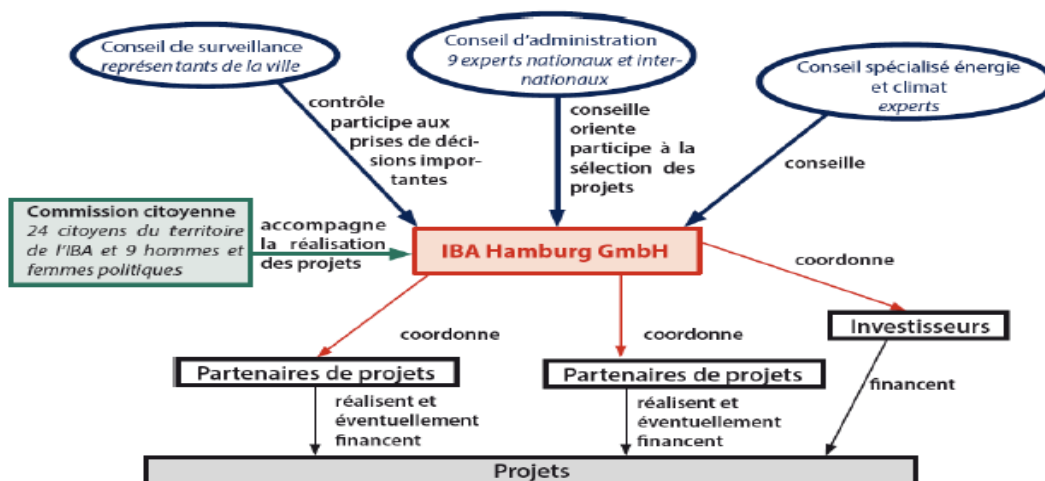 Conseil de surveillance
représentants de la ville
Conseil d'administration
9 experts nationaux et inter-
nationaux
Conseil spécialisé énergie
et climat
experts
contrôle
participe aux
prises de déci-
sions impor-
tantes
conseille
oriente
participe à la
sélection des
projets
conseille
Commission citoyenne
24 citoyens du territoire
de l'IBA et 9 hommes et
femmes politiques
accompagne
la réalisation
des projets
IBA Hamburg GmbH
coordonne
coordonne
coordonne
Investisseurs
Partenaires de projets
Partenaires de projets
financent
réalisent et
éventuellement
financent
réalisent et
éventuellement
financent
Projets